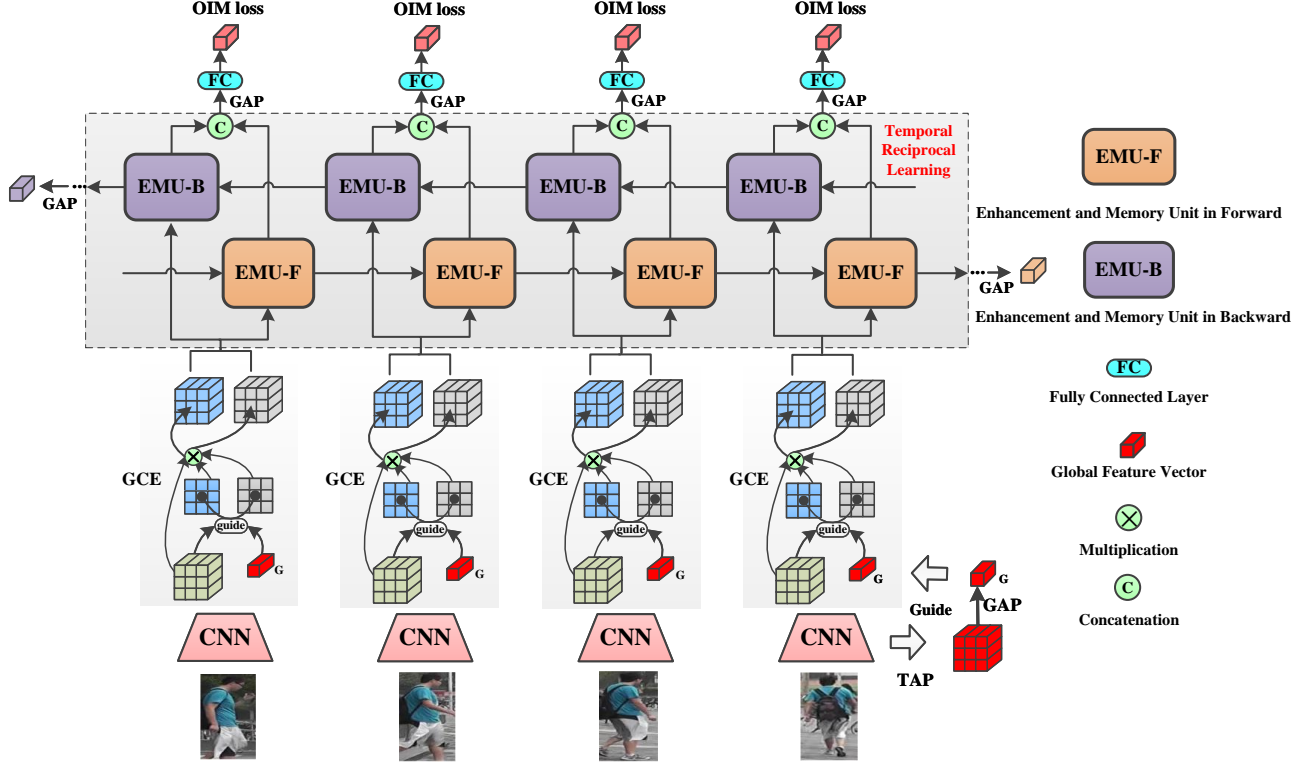 OIM loss OIM loss OIM loss OIM loss
FC FC FC FC
GAP GAP GAP GAP
C C C C
Temporal
Reciprocal
Learning
EMU-B EMU-B EMU-B EMU-B
GAP
EMU-F EMU-F EMU-F EMU-F
GAP
EMU-F
Enhancement and Memory Unit in Forward
EMU-B
Enhancement and Memory Unit in Backward
FC
Fully Connected Layer
Global Feature Vector
Multiplication
C
Concatenation
GCE GCE GCE GCE
guide guide guide guide
G G G G
Guide
G
GAP
CNN CNN CNN CNN
TAP